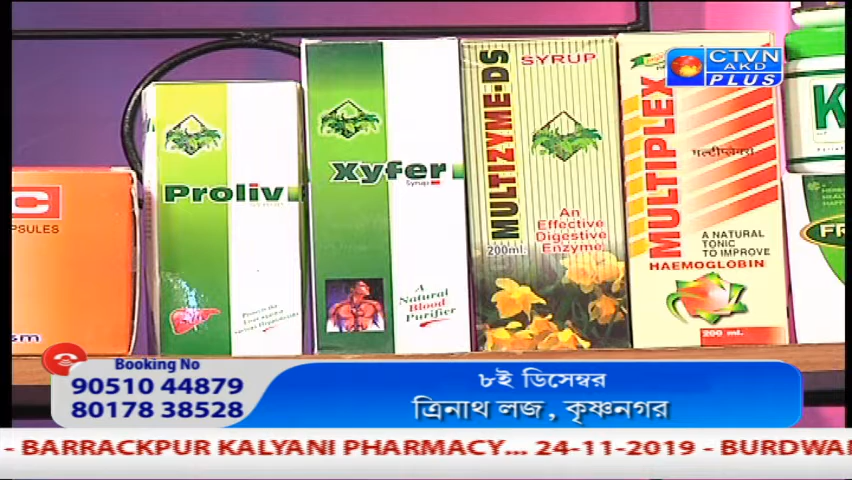 CTVN
AKD
PLUS
C
PSULES
sm
Proliv
Xyfer
Syrup
A
Natural
Blood
Purifier
MULTIZYME-DS
SYRUP
An
Effective
Digestive
Enzyme
200ml.
MULTIPLEX
मल्टीप्लेक्स
A NATURAL
TONIC
TO IMPROVE
HAEMOGLOBIN
200 ml.
K
FR
Booking No
90510 44879
80178 38528
৮ই ডিসেম্বর
ত্রিনাথ লজ, কৃষ্ণনগর
- BARRACKPUR KALYANI PHARMACY... 24-11-2019 - BURDWA